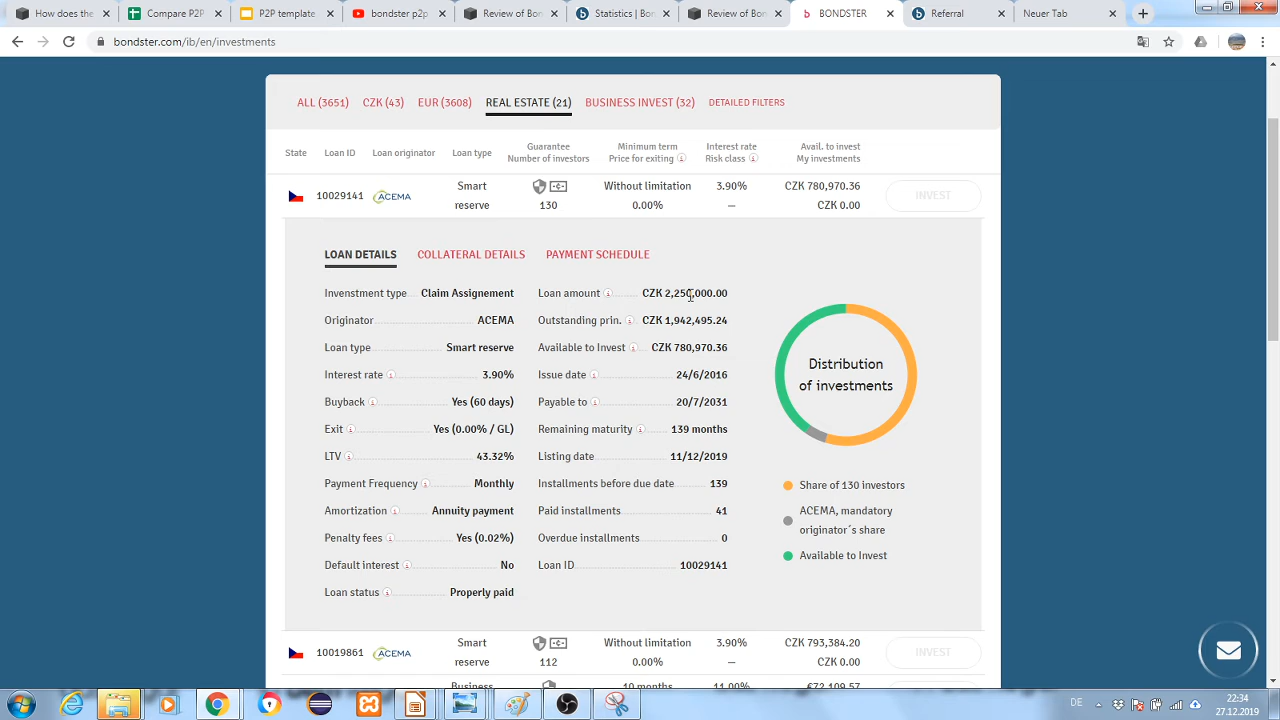 How does the
Compare P2P
P2P template
bondster p2p
Review of Bon
Statistics | Bo
Review of Bon
BONDSTER
Referral
Neuer Tab
bondster.com/ib/en/investments
ALL (3651) CZK (43) EUR (3608) REAL ESTATE (21) BUSINESS INVEST (32) DETAILED FILTERS
State Loan ID Loan originator Loan type Guarantee Number of investors Minimum term Price for exiting Interest rate Risk class Avail. to invest My investments
10029141 ACEMA Smart reserve 130 Without limitation 0.00% 3.90% — CZK 780,970.36 CZK 0.00 INVEST
LOAN DETAILS COLLATERAL DETAILS PAYMENT SCHEDULE
Invenstment type Claim Assignement Loan amount CZK 2,250,000.00
Originator ACEMA Outstanding prin. CZK 1,942,495.24
Loan type Smart reserve Available to Invest CZK 780,970.36
Interest rate 3.90% Issue date 24/6/2016
Buyback Yes (60 days) Payable to 20/7/2031
Exit Yes (0.00% / GL) Remaining maturity 139 months
LTV 43.32% Listing date 11/12/2019
Payment Frequency Monthly Installments before due date 139
Amortization Annuity payment Paid installments 41
Penalty fees Yes (0.02%) Overdue installments 0
Default interest No Loan ID 10029141
Loan status Properly paid
Distribution
of investments
Share of 130 investors
ACEMA, mandatory
originator´s share
Available to Invest
10019861 ACEMA Smart reserve 112 Without limitation 0.00% 3.90% — CZK 793,384.20 CZK 0.00 INVEST
Business 10 months 11.00% €72,109.57
DE
22:34
27.12.2019